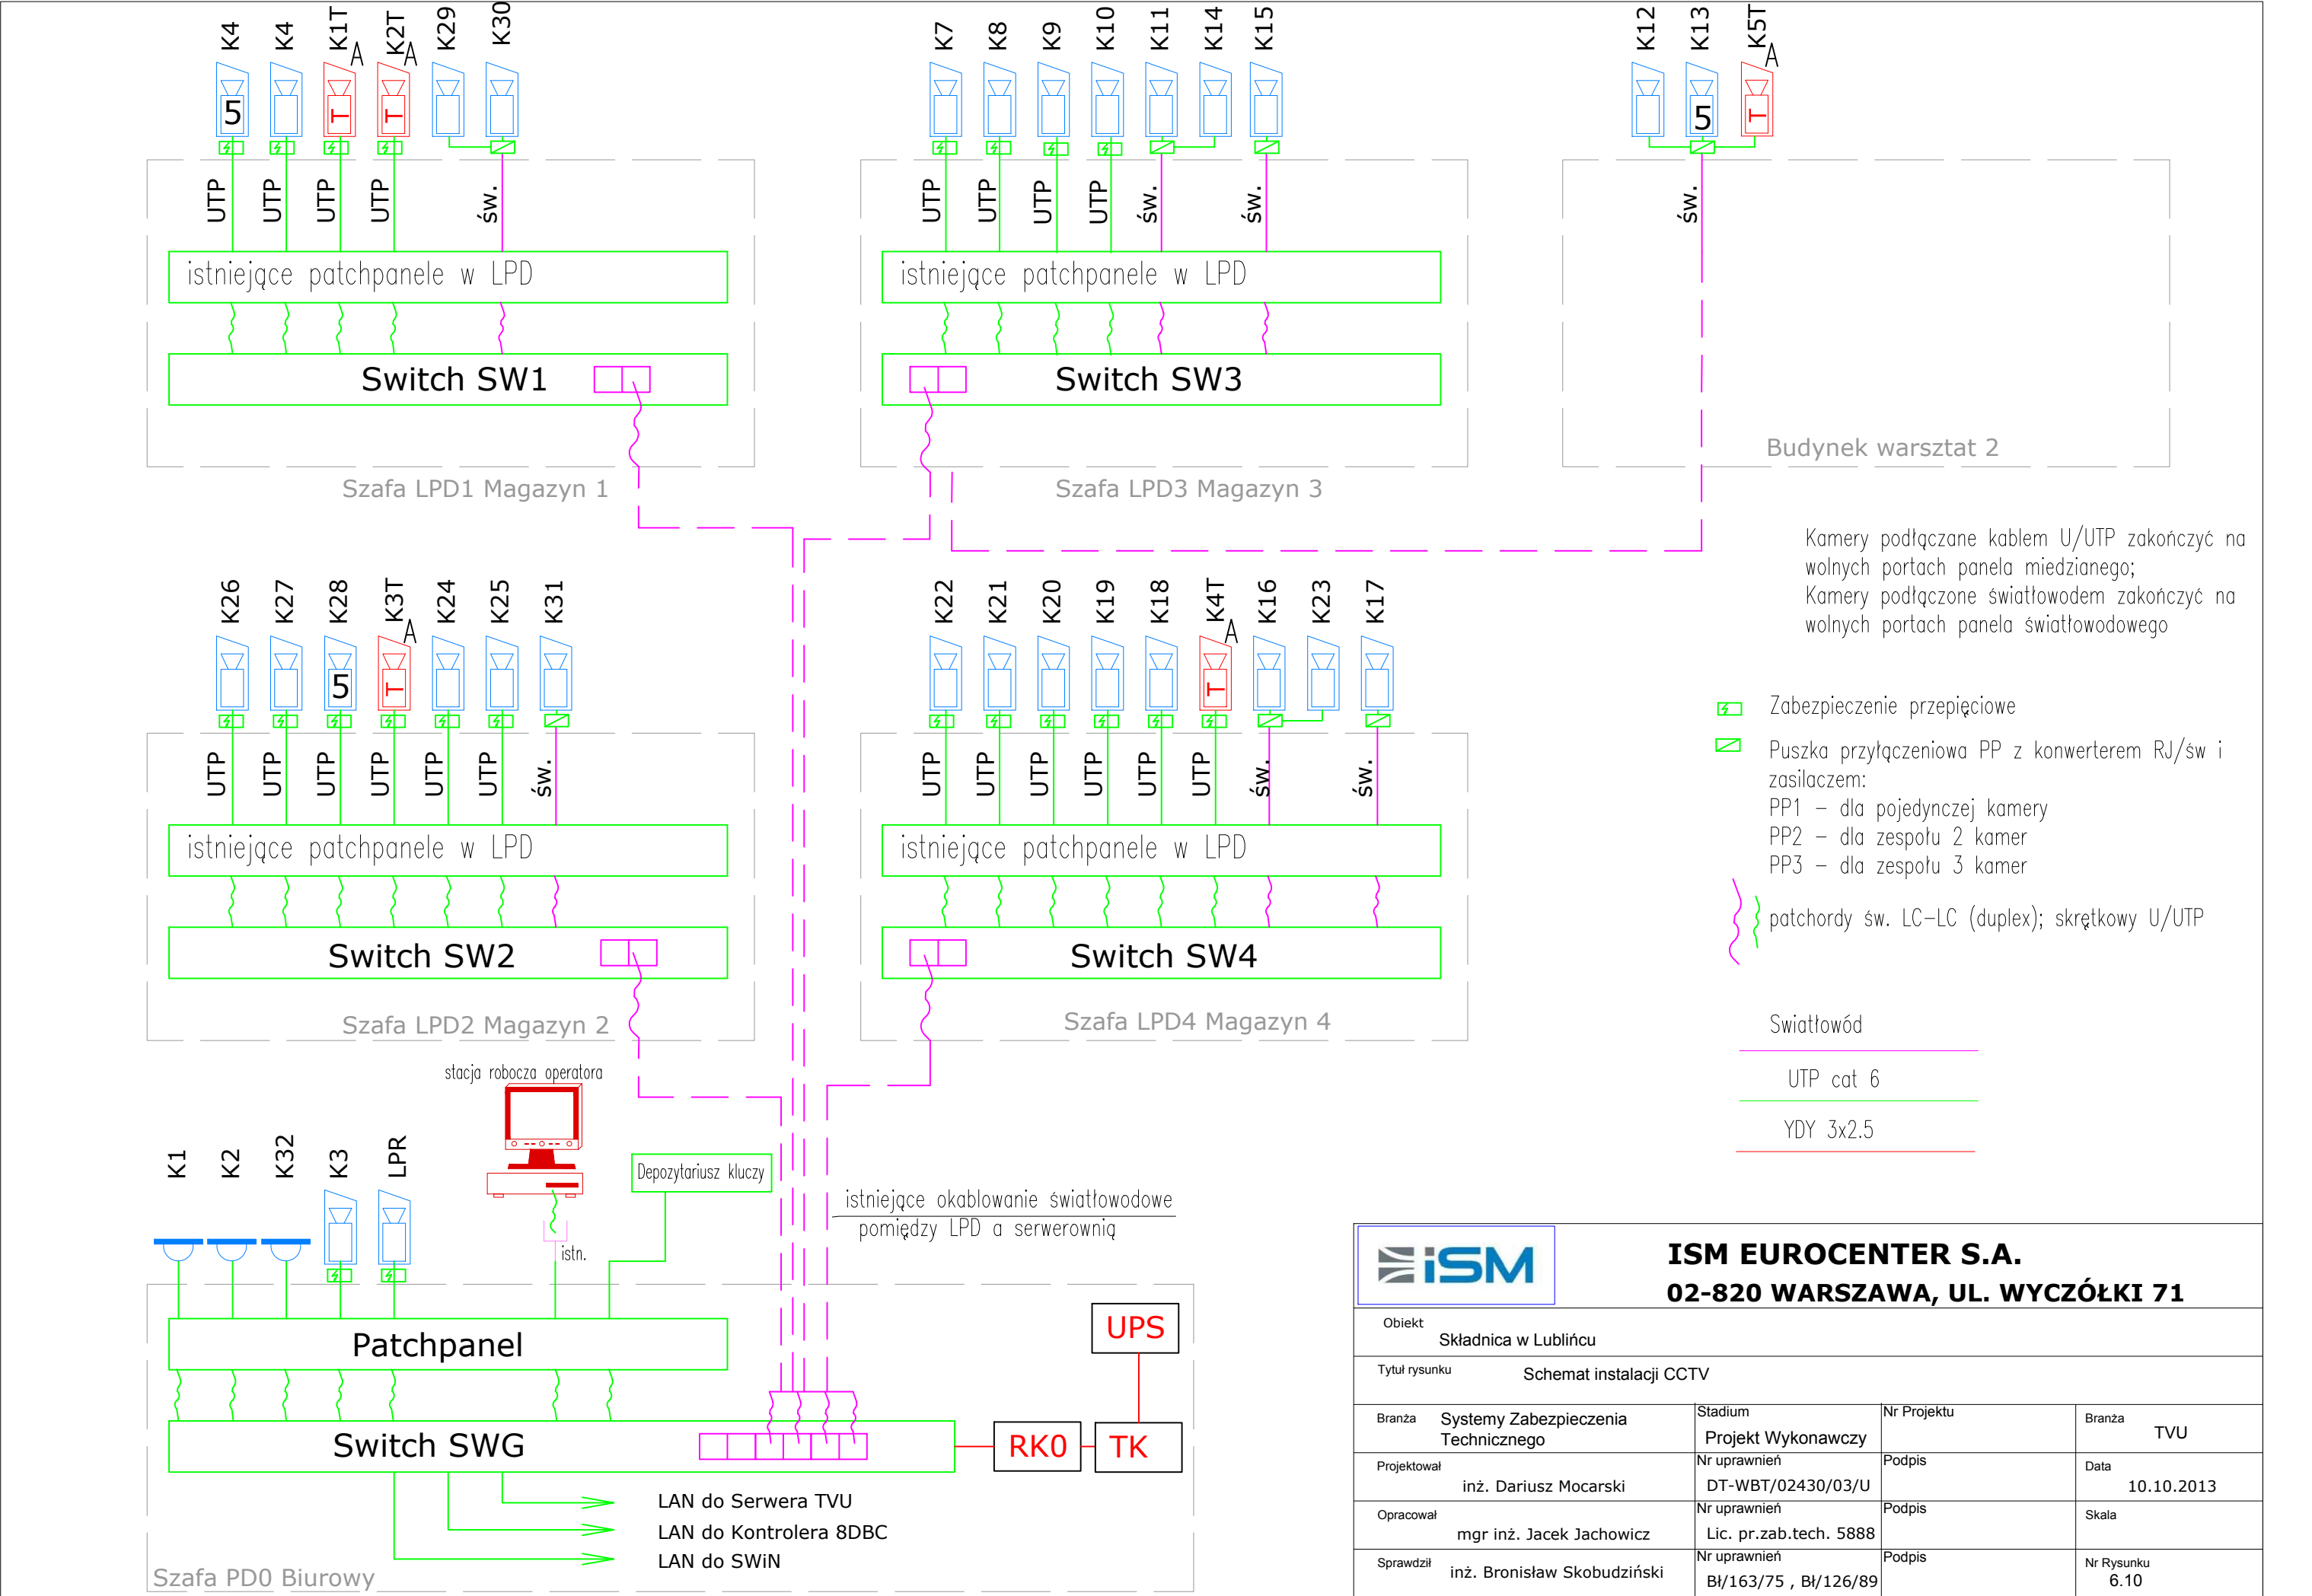 K4
K4
K1T
A
K2T
A
K29
K30
K7
K8
K9
K10
K11
K14
K15
K12
K13
K5T
A
5
T
T
5
T
UTP
UTP
UTP
UTP
św.
UTP
UTP
UTP
UTP
św.
św.
św.
istniejące patchpanele w LPD
istniejące patchpanele w LPD
Switch SW1
Switch SW3
Budynek warsztat 2
Szafa LPD1 Magazyn 1
Szafa LPD3 Magazyn 3
Kamery podłączane kablem U/UTP zakończyć na
wolnych portach panela miedzianego;
Kamery podłączone światłowodem zakończyć na
wolnych portach panela światłowodowego
K26
K27
K28
K3T
A
K24
K25
K31
K22
K21
K20
K19
K18
K4T
A
K16
K23
K17
5
T
T
Zabezpieczenie przepięciowe
Puszka przyłączeniowa PP z konwerterem RJ/św i
zasilaczem:
PP1 – dla pojedynczej kamery
PP2 – dla zespołu 2 kamer
PP3 – dla zespołu 3 kamer
UTP
UTP
UTP
UTP
UTP
UTP
św.
UTP
UTP
UTP
UTP
UTP
UTP
św.
św.
istniejące patchpanele w LPD
istniejące patchpanele w LPD
patchordy św. LC–LC (duplex); skrętkowy U/UTP
Switch SW2
Switch SW4
Szafa LPD2 Magazyn 2
Szafa LPD4 Magazyn 4
Swiatłowód
UTP cat 6
YDY 3x2.5
stacja robocza operatora
K1
K2
K32
K3
LPR
Depozytariusz kluczy
istn.
istniejące okablowanie światłowodowe
pomiędzy LPD a serwerownią
Patchpanel
UPS
Switch SWG
RK0
TK
LAN do Serwera TVU
LAN do Kontrolera 8DBC
LAN do SWiN
Szafa PD0 Biurowy
iSM
ISM EUROCENTER S.A.
02-820 WARSZAWA, UL. WYCZÓŁKI 71
Obiekt
Składnica w Lublińcu
Tytuł rysunku
Schemat instalacji CCTV
Branża
Systemy Zabezpieczenia
Technicznego
Stadium
Projekt Wykonawczy
Nr Projektu
Branża
TVU
Projektował
inż. Dariusz Mocarski
Nr uprawnień
DT-WBT/02430/03/U
Podpis
Data
10.10.2013
Opracował
mgr inż. Jacek Jachowicz
Nr uprawnień
Lic. pr.zab.tech. 5888
Podpis
Skala
Sprawdził
inż. Bronisław Skobudziński
Nr uprawnień
Bł/163/75 , Bł/126/89
Podpis
Nr Rysunku
6.10